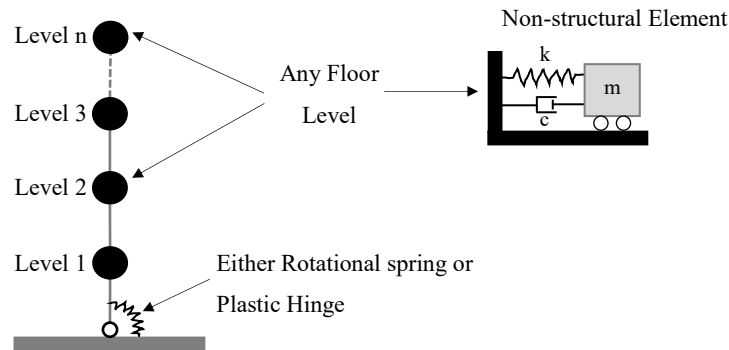 Non-structural Element
Level n
k
Any Floor
Level
m
Level 3
c
Level 2
Level 1
Either Rotational spring or
Plastic Hinge